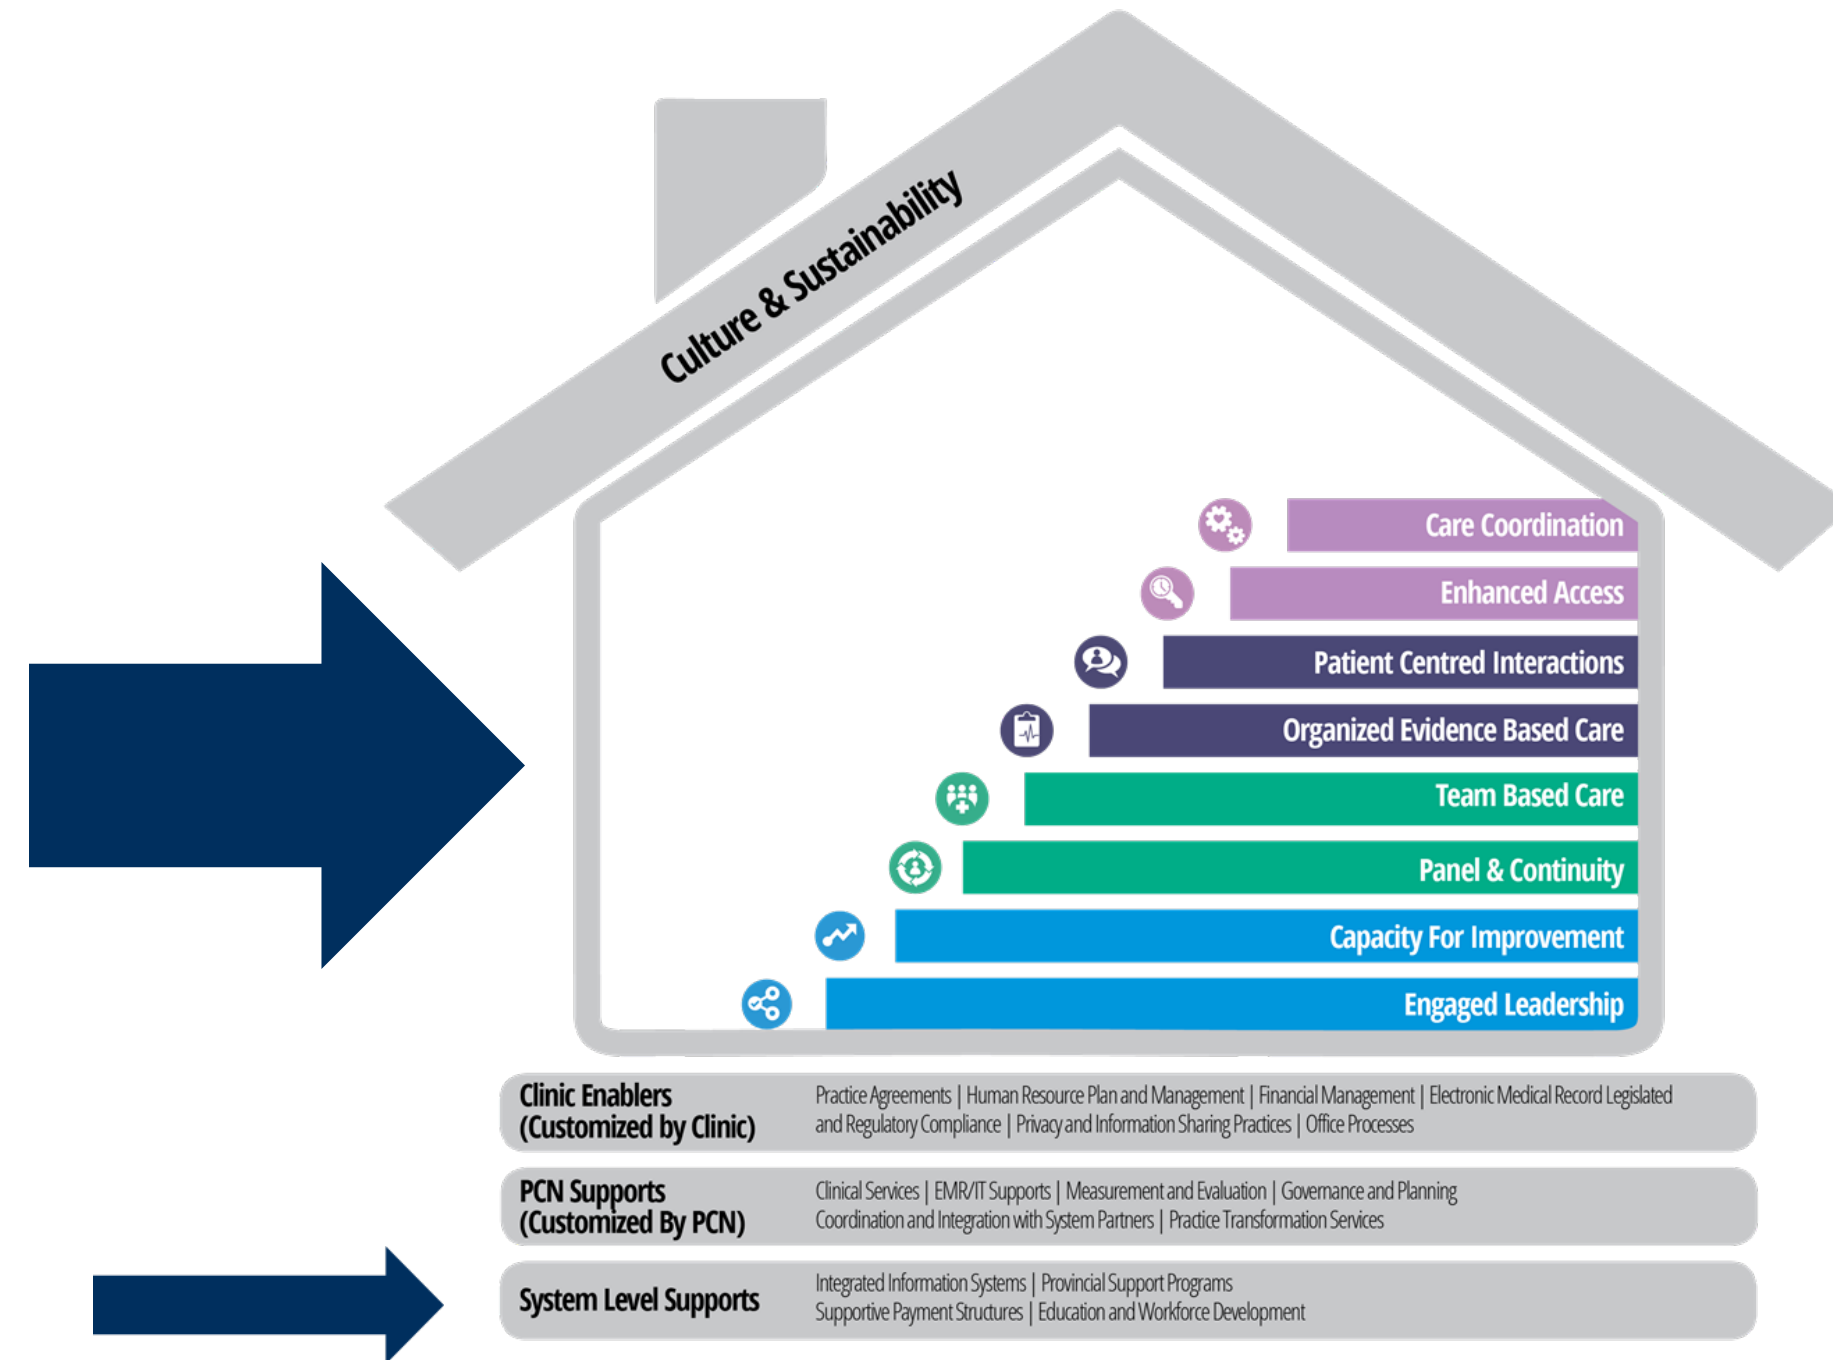 Culture & Sustainability
Care Coordination
Enhanced Access
Patient Centred Interactions
Organized Evidence Based Care
Team Based Care
Panel & Continuity
Capacity For Improvement
Engaged Leadership
Clinic Enablers
(Customized by Clinic)
Practice Agreements | Human Resource Plan and Management | Financial Management | Electronic Medical Record Legislated
and Regulatory Compliance | Privacy and Information Sharing Practices | Office Processes
PCN Supports
(Customized By PCN)
Clinical Services | EMR/IT Supports | Measurement and Evaluation | Governance and Planning
Coordination and Integration with System Partners | Practice Transformation Services
System Level Supports
Integrated Information Systems | Provincial Support Programs
Supportive Payment Structures | Education and Workforce Development